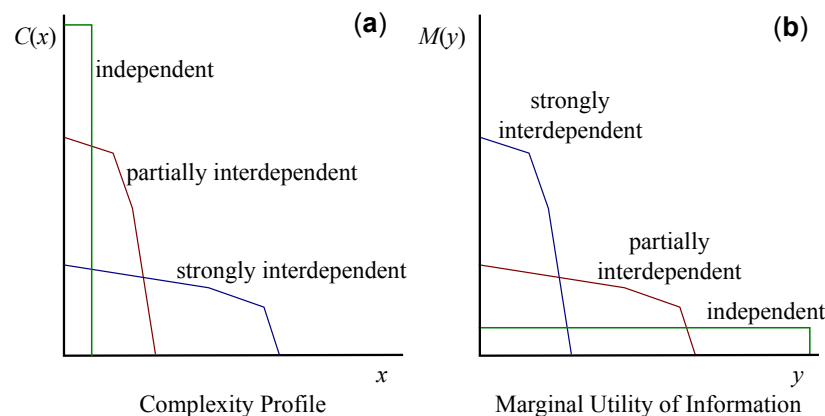 C(x)
(a)
independent
partially interdependent
strongly interdependent
x
Complexity Profile
M(y)
(b)
strongly
interdependent
partially
interdependent
independent
y
Marginal Utility of Information